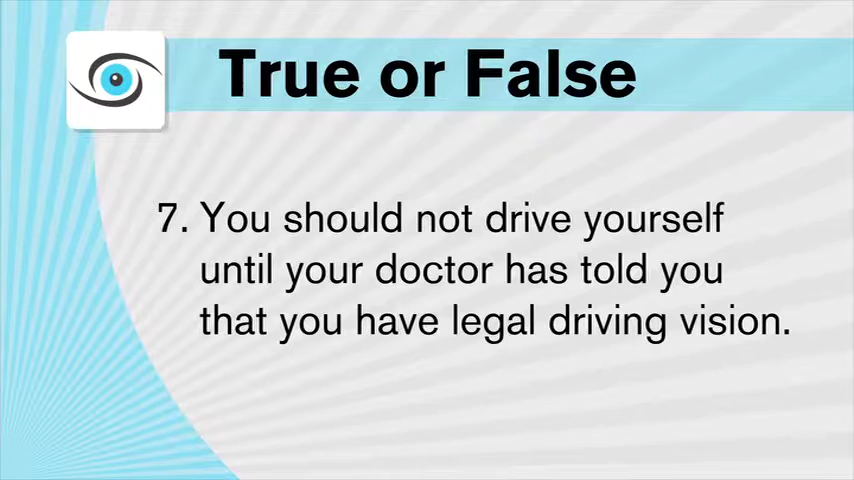 True or False
7. You should not drive yourself
until your doctor has told you
that you have legal driving vision.